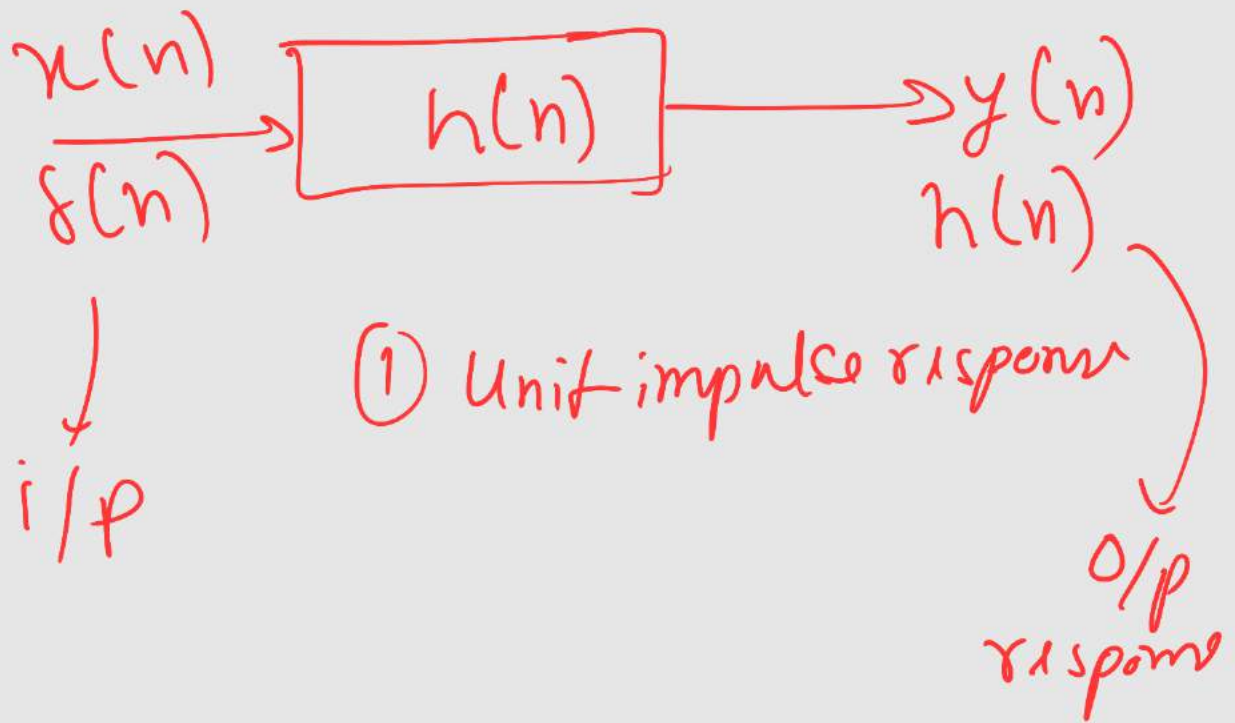 x(n)
h(n)
y(n)
δ(n)
h(n)
① Unit impulse response
i/p
o/p
response